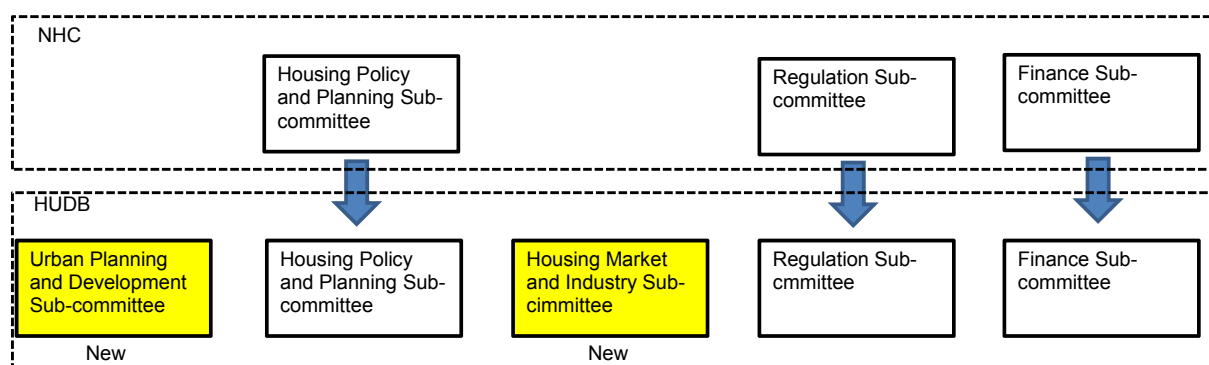 NHC
Housing Policy
and Planning Sub-
committee
Regulation Sub-
committee
Finance Sub-
committee
HUDB
Urban Planning
and Development
Sub-committee
Housing Policy
and Planning Sub-
committee
Housing Market
and Industry Sub-
cimmittee
Regulation Sub-
cmmittee
Finance Sub-
committee
New
New